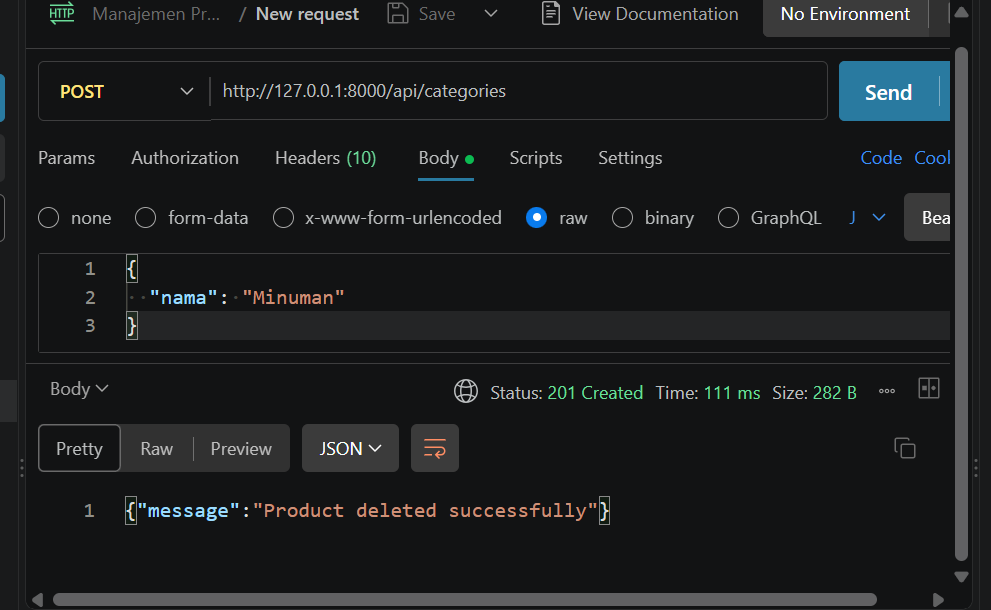 HTTP Manajemen Pr... / New request Save View Documentation No Environment
POST http://127.0.0.1:8000/api/categories Send
Params Authorization Headers (10) Body Scripts Settings Code Cool
none form-data x-www-form-urlencoded raw binary GraphQL J Bea
1 {
2 "nama": "Minuman"
3 }
Body Status: 201 Created Time: 111 ms Size: 282 B
Pretty Raw Preview JSON
1 {"message":"Product deleted successfully"}